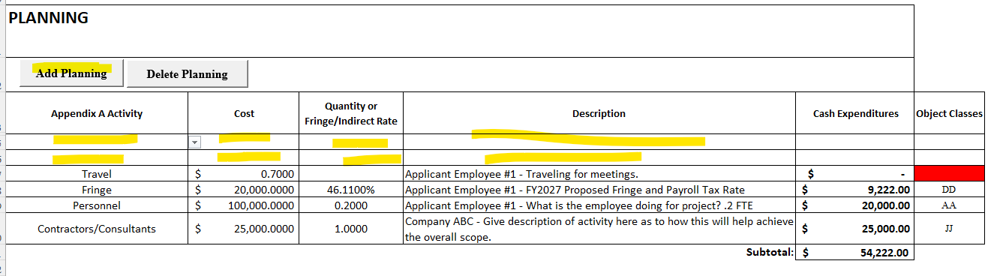 PLANNING
Add Planning Delete Planning
Appendix A Activity Cost Quantity or Fringe/Indirect Rate Description Cash Expenditures Object Classes
Travel $ 0.7000 Applicant Employee #1 - Traveling for meetings. $ -
Fringe $ 20,000.0000 46.1100% Applicant Employee #1 - FY2027 Proposed Fringe and Payroll Tax Rate $ 9,222.00 DD
Personnel $ 100,000.0000 0.2000 Applicant Employee #1 - What is the employee doing for project? .2 FTE $ 20,000.00 AA
Contractors/Consultants $ 25,000.0000 1.0000 Company ABC - Give description of activity here as to how this will help achieve the overall scope. $ 25,000.00 JJ
Subtotal: $ 54,222.00